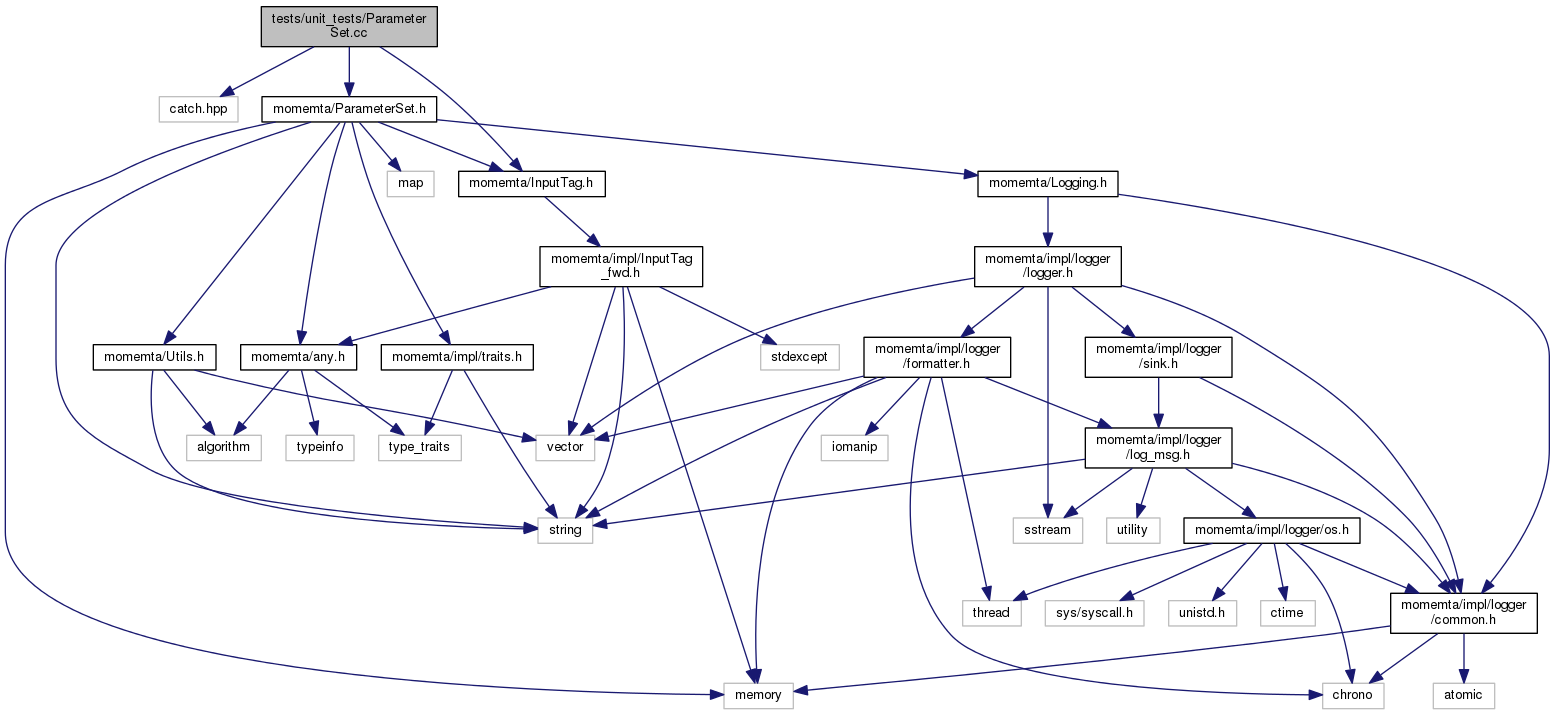 tests/unit_tests/Parameter
Set.cc
catch.hpp
momemta/ParameterSet.h
map
momemta/InputTag.h
momemta/Logging.h
momemta/impl/InputTag
_fwd.h
momemta/impl/logger
/logger.h
momemta/Utils.h
momemta/any.h
momemta/impl/traits.h
stdexcept
momemta/impl/logger
/formatter.h
momemta/impl/logger
/sink.h
algorithm
typeinfo
type_traits
vector
iomanip
momemta/impl/logger
/log_msg.h
string
sstream
utility
momemta/impl/logger/os.h
thread
sys/syscall.h
unistd.h
ctime
momemta/impl/logger
/common.h
memory
chrono
atomic